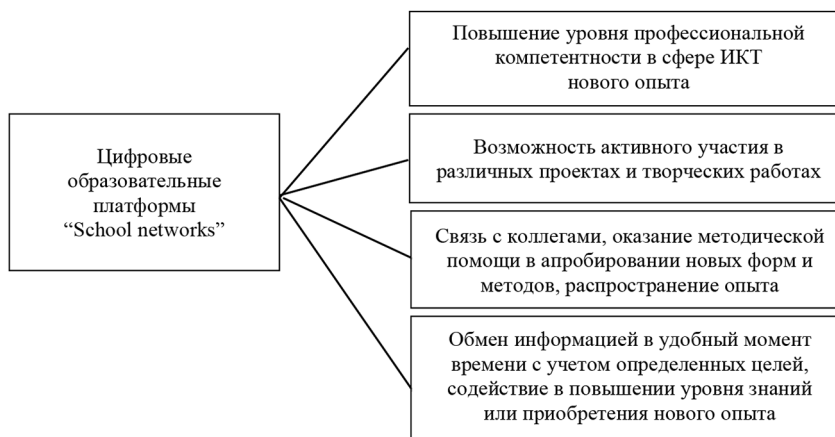 Цифровые
образовательные
платформы
“School networks”
Повышение уровня профессиональной
компетентности в сфере ИКТ
нового опыта
Возможность активного участия в
различных проектах и творческих работах
Связь с коллегами, оказание методической
помощи в апробировании новых форм и
методов, распространение опыта
Обмен информацией в удобный момент
времени с учетом определенных целей,
содействие в повышении уровня знаний
или приобретения нового опыта